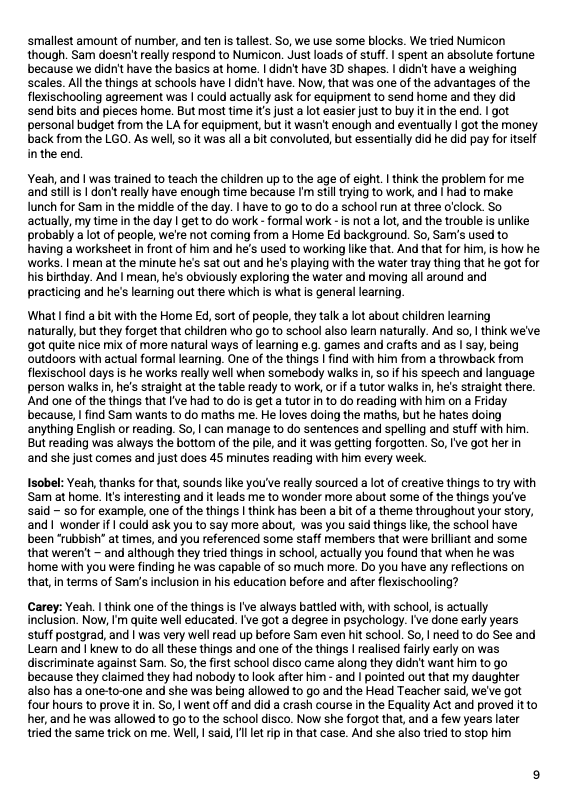 smallest amount of number, and ten is tallest. So, we use some blocks. We tried Numicon
though. Sam doesn't really respond to Numicon. Just loads of stuff. I spent an absolute fortune
because we didn't have the basics at home. I didn't have 3D shapes. I didn't have a weighing
scales. All the things at schools have I didn't have. Now, that was one of the advantages of the
flexischooling agreement was I could actually ask for equipment to send home and they did
send bits and pieces home. But most time it's just a lot easier just to buy it in the end. I got
personal budget from the LA for equipment, but it wasn't enough and eventually I got the money
back from the LGO. As well, so it was all a bit convoluted, but essentially did he did pay for itself
in the end.
Yeah, and I was trained to teach the children up to the age of eight. I think the problem for me
and still is I don't really have enough time because I'm still trying to work, and I had to make
lunch for Sam in the middle of the day. I have to go to do a school run at three o'clock. So
actually, my time in the day I get to do work - formal work - is not a lot, and the trouble is unlike
probably a lot of people, we're not coming from a Home Ed background. So, Sam's used to
having a worksheet in front of him and he's used to working like that. And that for him, is how he
works. I mean at the minute he's sat out and he's playing with the water tray thing that he got for
his birthday. And I mean, he's obviously exploring the water and moving all around and
practicing and he's learning out there which is what is general learning.
What I find a bit with the Home Ed, sort of people, they talk a lot about children learning
naturally, but they forget that children who go to school also learn naturally. And so, I think we've
got quite nice mix of more natural ways of learning e.g. games and crafts and as I say, being
outdoors with actual formal learning. One of the things I find with him from a throwback from
flexischool days is he works really well when somebody walks in, so if his speech and language
person walks in, he's straight at the table ready to work, or if a tutor walks in, he's straight there.
And one of the things that I've had to do is get a tutor in to do reading with him on a Friday
because, I find Sam wants to do maths me. He loves doing the maths, but he hates doing
anything English or reading. So, I can manage to do sentences and spelling and stuff with him.
But reading was always the bottom of the pile, and it was getting forgotten. So, I've got her in
and she just comes and just does 45 minutes reading with him every week.
Isobel: Yeah, thanks for that, sounds like you've really sourced a lot of creative things to try with
Sam at home. It's interesting and it leads me to wonder more about some of the things you've
said – so for example, one of the things I think has been a bit of a theme throughout your story,
and I wonder if I could ask you to say more about, was you said things like, the school have
been "rubbish" at times, and you referenced some staff members that were brilliant and some
that weren't – and although they tried things in school, actually you found that when he was
home with you were finding he was capable of so much more. Do you have any reflections on
that, in terms of Sam's inclusion in his education before and after flexischooling?
Carey: Yeah. I think one of the things is I've always battled with, with school, is actually
inclusion. Now, I'm quite well educated. I've got a degree in psychology. I've done early years
stuff postgrad, and I was very well read up before Sam even hit school. So, I need to do See and
Learn and I knew to do all these things and one of the things I realised fairly early on was
discriminate against Sam. So, the first school disco came along they didn't want him to go
because they claimed they had nobody to look after him - and I pointed out that my daughter
also has a one-to-one and she was being allowed to go and the Head Teacher said, we've got
four hours to prove it in. So, I went off and did a crash course in the Equality Act and proved it to
her, and he was allowed to go to the school disco. Now she forgot that, and a few years later
tried the same trick on me. Well, I said, I'll let rip in that case. And she also tried to stop him
9